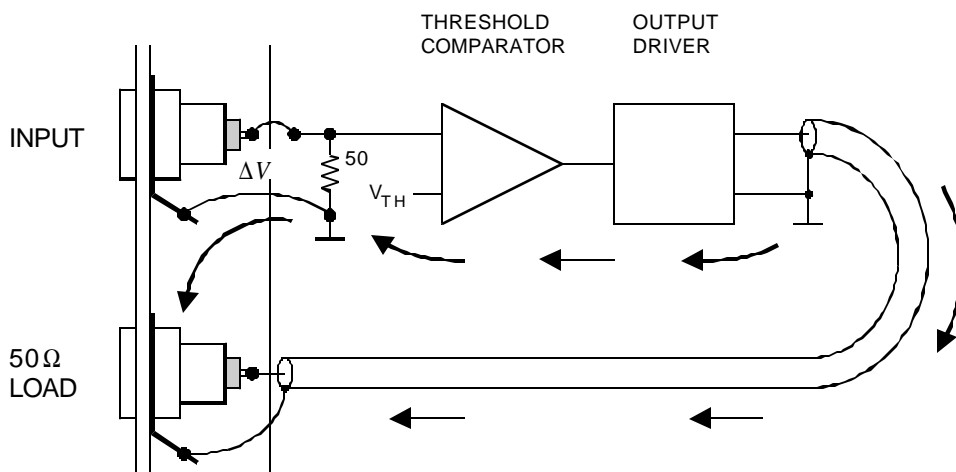 THRESHOLD
COMPARATOR
OUTPUT
DRIVER
INPUT
ΔV
50
VTH
50Ω
LOAD